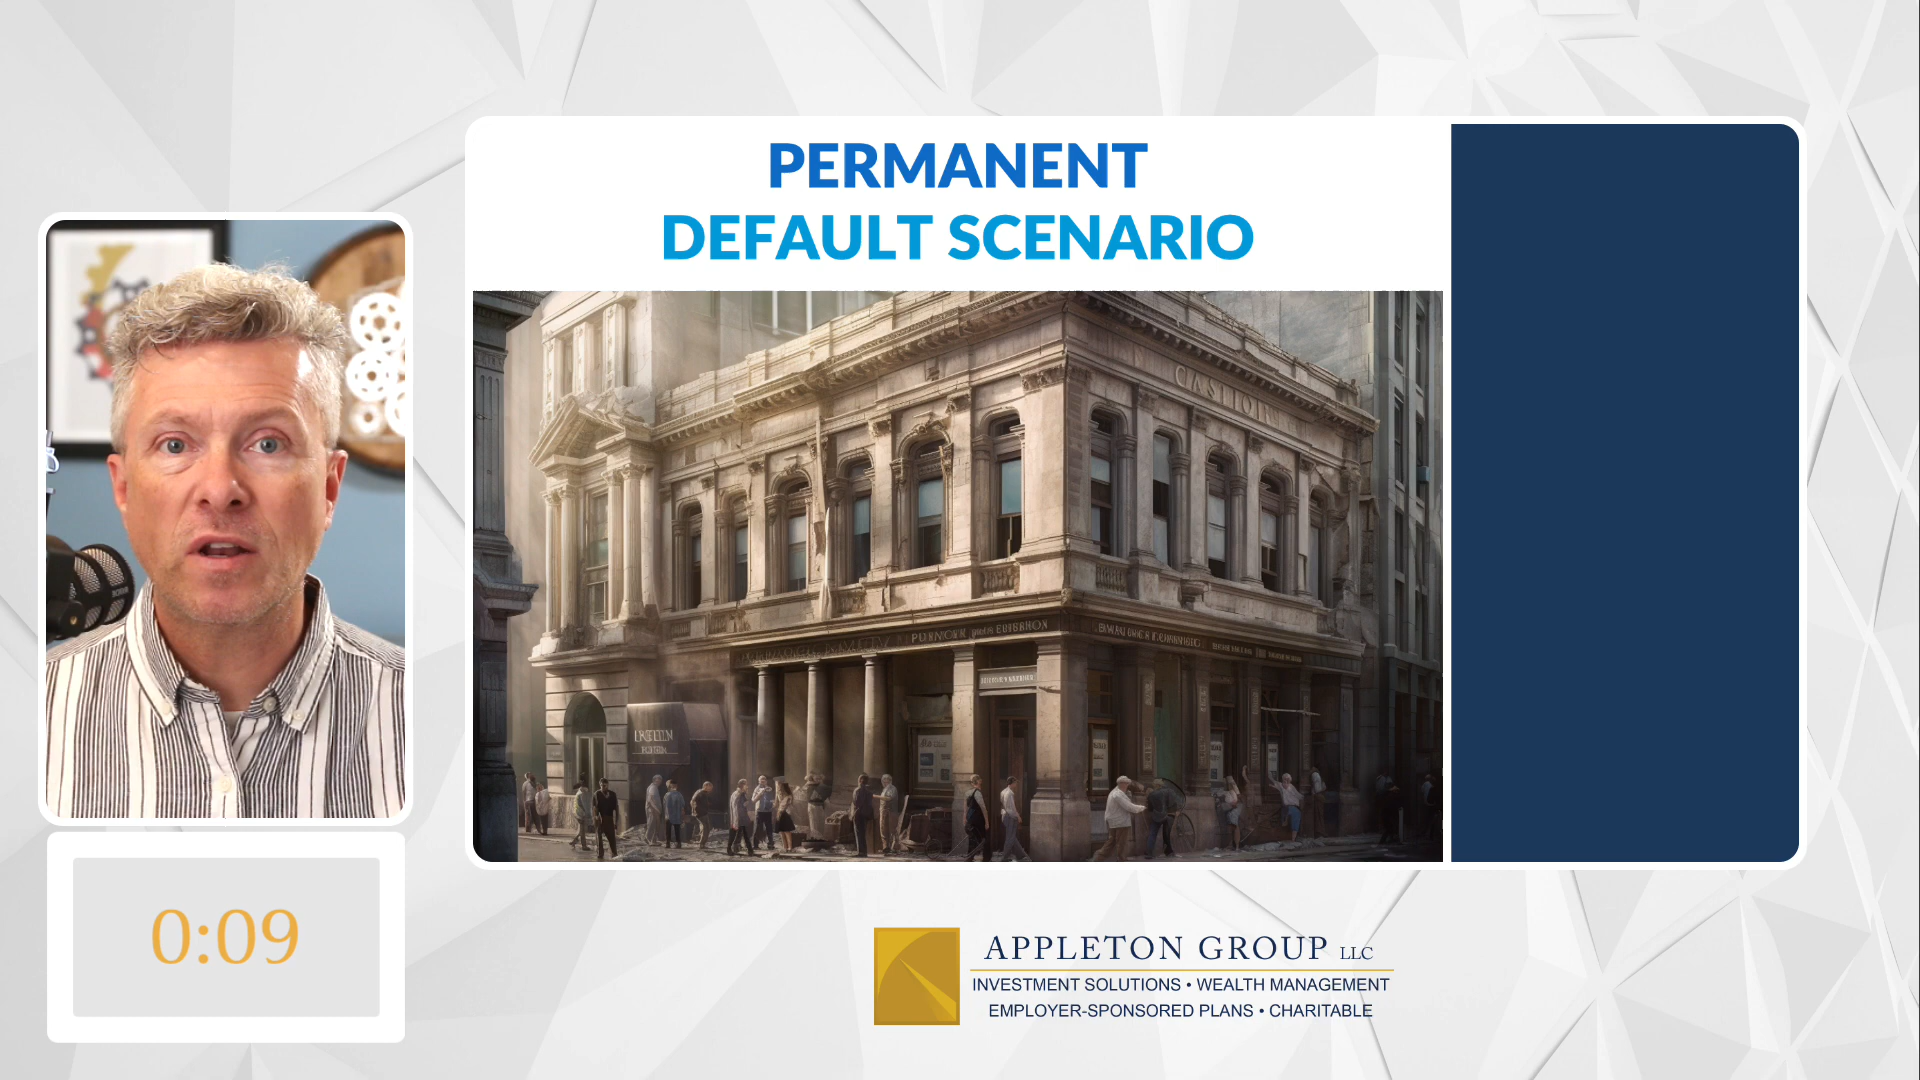 PERMANENT
DEFAULT SCENARIO
0:09
APPLETON GROUP LLC
INVESTMENT SOLUTIONS • WEALTH MANAGEMENT
EMPLOYER-SPONSORED PLANS • CHARITABLE